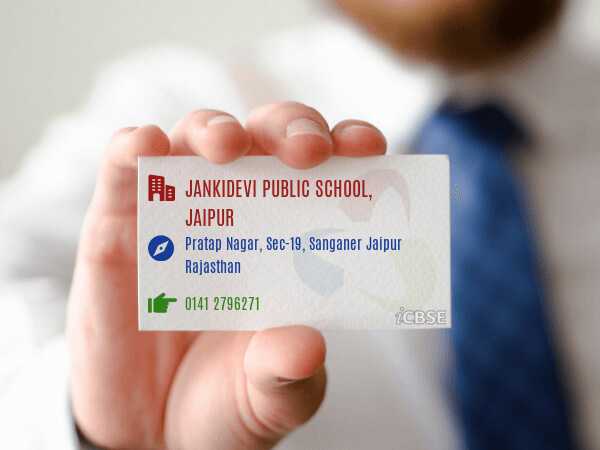 JANKIDEVI PUBLIC SCHOOL,
JAIPUR
Pratap Nagar, Sec-19, Sanganer Jaipur
Rajasthan
0141 2796271
iCBSE